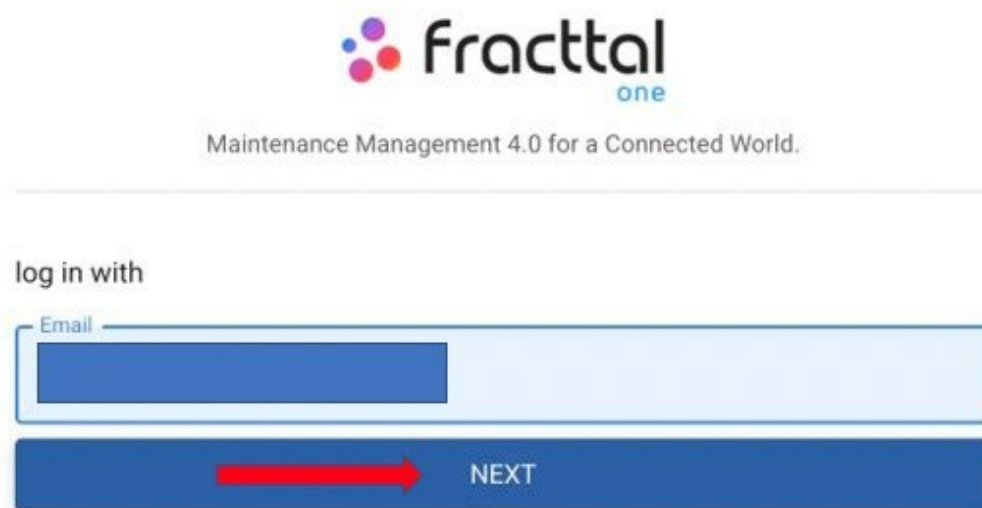 fracttal
one
Maintenance Management 4.0 for a Connected World.
log in with
Email
NEXT